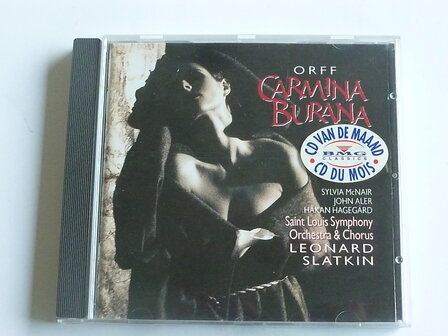 ORFF
CARMINA
BURANA
CD VAN DE MAAND
BMG
CLASSICS
CD DU MOIS
SYLVIA McNAIR
JOHN ALER
HÅKAN HAGEGÅRD
Saint Louis Symphony
Orchestra & Chorus
LEONARD
SLATKIN